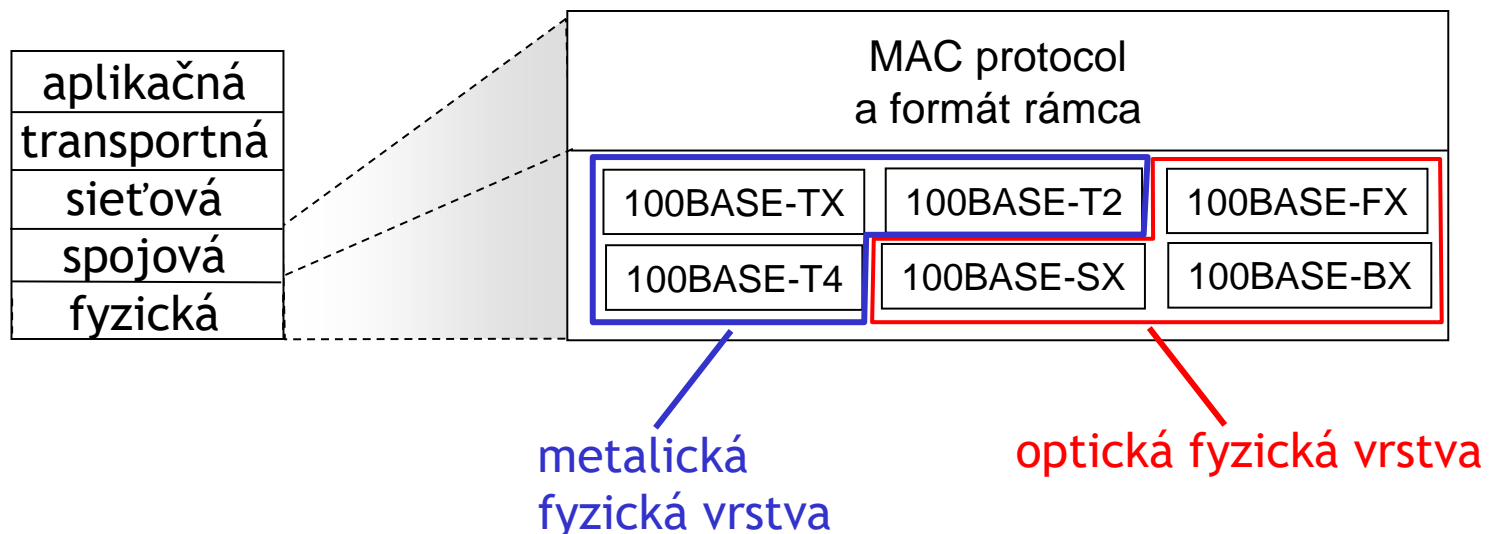 aplikačná
transportná
sieťová
spojová
fyzická
MAC protocol
a formát rámca
100BASE-TX
100BASE-T2
100BASE-FX
100BASE-T4
100BASE-SX
100BASE-BX
metalická
fyzická vrstva
optická fyzická vrstva